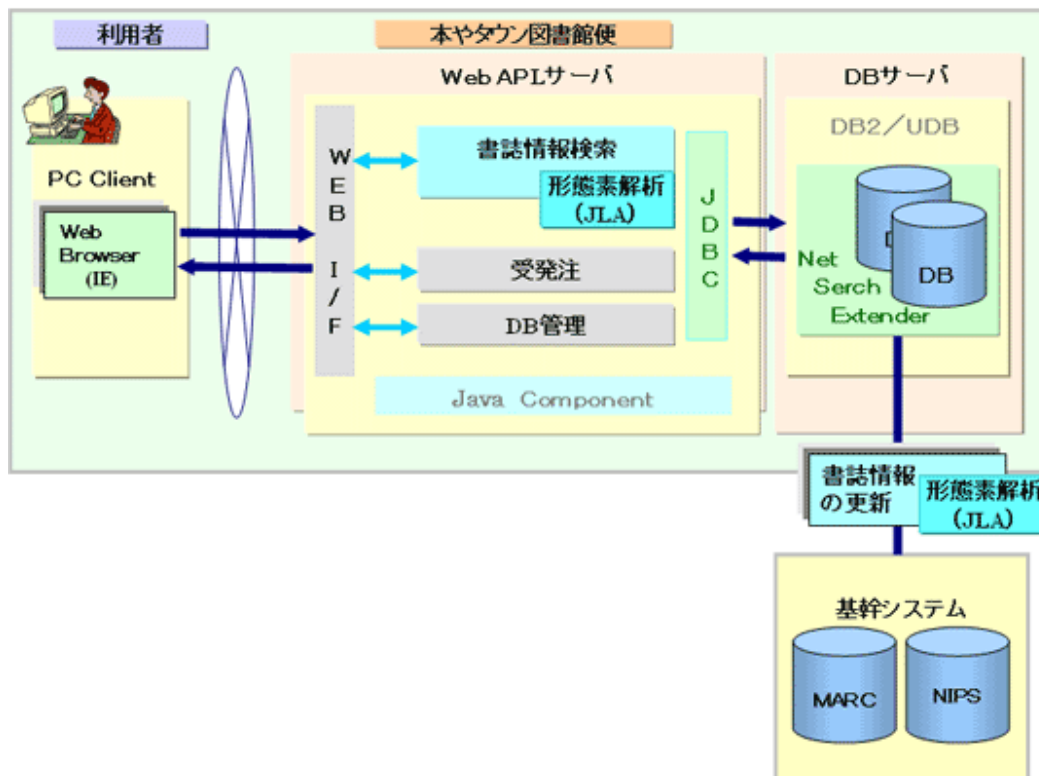 利用者
本やタウン図書館便
Web APLサーバ
DBサーバ
PC Client
Web
Browser
(IE)
WEB I/F
書誌情報検索
形態素解析
(JLA)
受発注
DB管理
Java Component
JDBC
DB2/UDB
DB
Net
Serch
Extender
書誌情報
の更新
形態素解析
(JLA)
基幹システム
MARC
NIPS